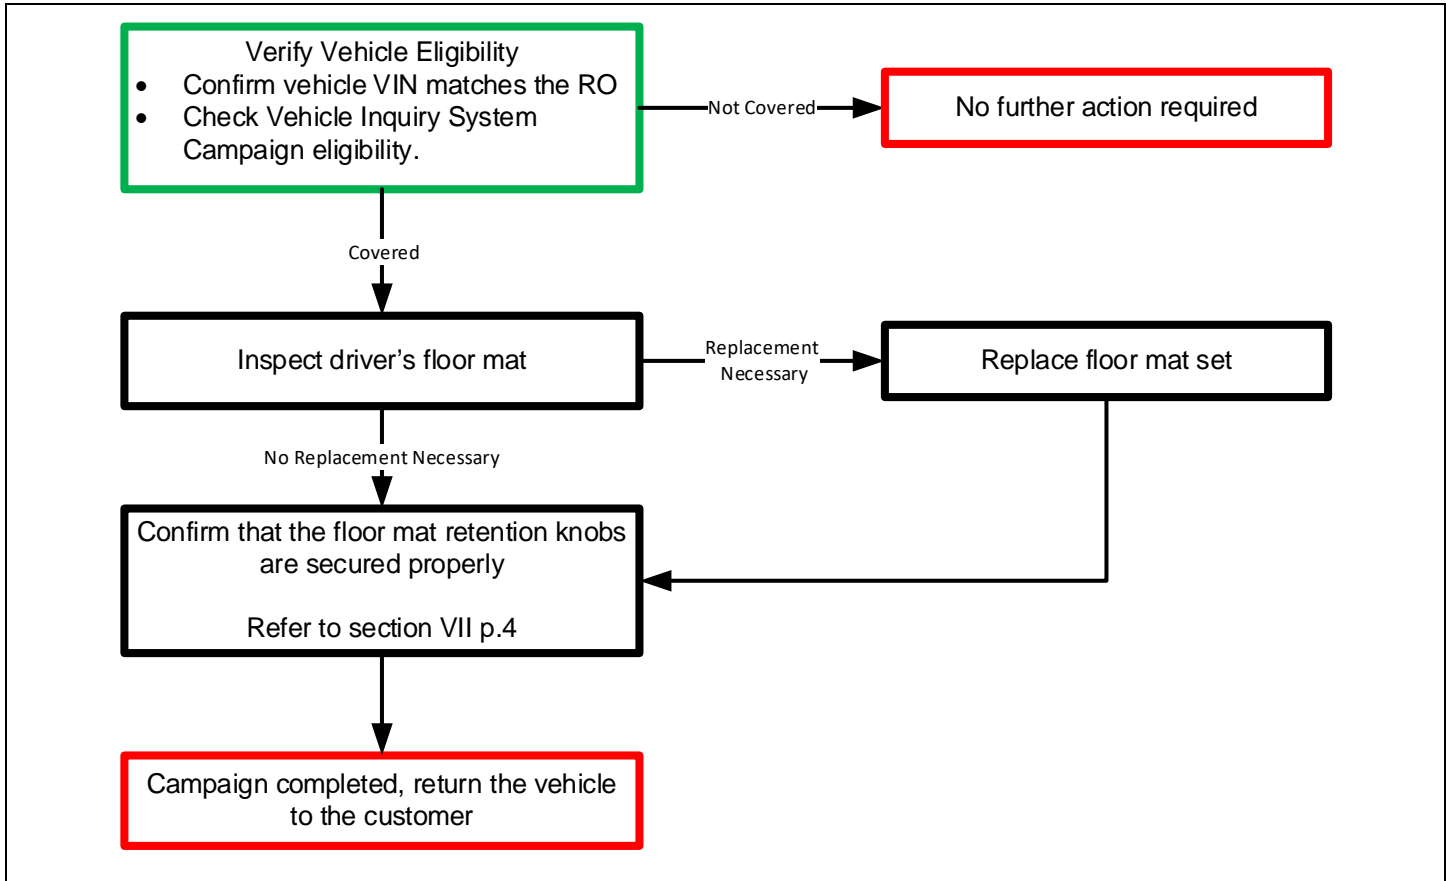 Verify Vehicle Eligibility
• Confirm vehicle VIN matches the RO
• Check Vehicle Inquiry System
Campaign eligibility.
Not Covered
No further action required
Covered
Inspect driver’s floor mat
Replacement
Necessary
Replace floor mat set
No Replacement Necessary
Confirm that the floor mat retention knobs
are secured properly
Refer to section VII p.4
Campaign completed, return the vehicle
to the customer